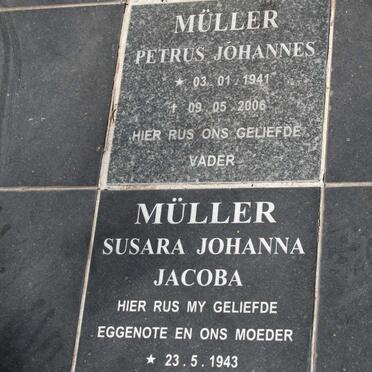 MÜLLER
PETRUS JOHANNES
★ 03.01.1941
✝ 09.05.2006
HIER RUS ONS GELIEFDE
VADER
MÜLLER
SUSARA JOHANNA
JACOBA
HIER RUS MY GELIEFDE
EGGENOTE EN ONS MOEDER
★ 23.5.1943